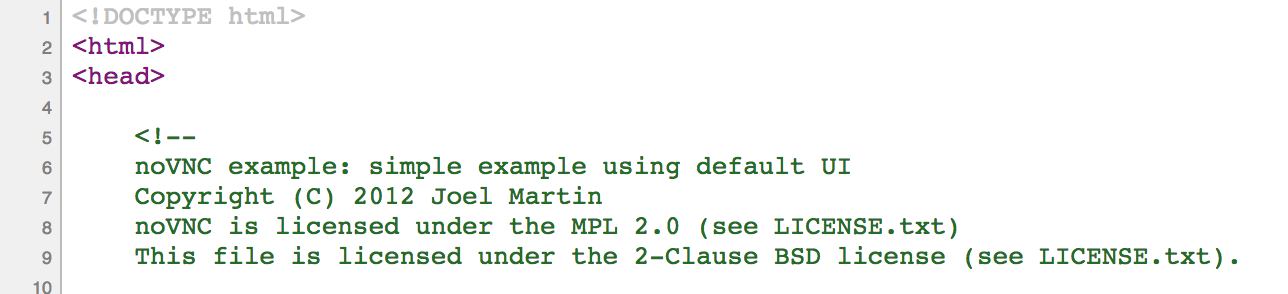 1 <!DOCTYPE html>
2 <html>
3 <head>
4
5 <!--
6 noVNC example: simple example using default UI
7 Copyright (C) 2012 Joel Martin
8 noVNC is licensed under the MPL 2.0 (see LICENSE.txt)
9 This file is licensed under the 2-Clause BSD license (see LICENSE.txt).
10